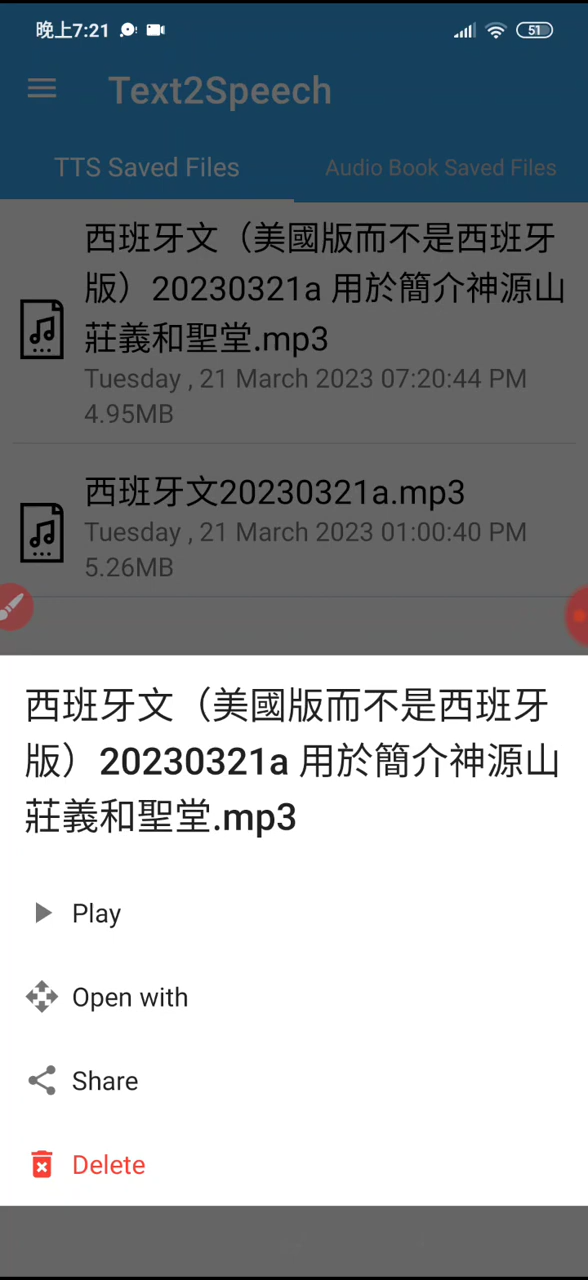 晚上7:21
51
Text2Speech
TTS Saved Files
Audio Book Saved Files
西班牙文（美國版而不是西班牙
版）20230321a 用於簡介神源山
莊義和聖堂.mp3
Tuesday , 21 March 2023 07:20:44 PM
4.95MB
西班牙文20230321a.mp3
Tuesday , 21 March 2023 01:00:40 PM
5.26MB
西班牙文（美國版而不是西班牙
版）20230321a 用於簡介神源山
莊義和聖堂.mp3
Play
Open with
Share
Delete